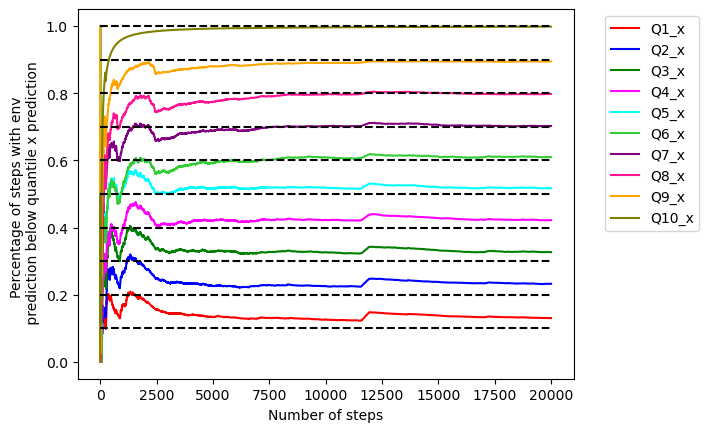 Percentage of steps with env
prediction below quantile x prediction
1.0
0.8
0.6
0.4
0.2
0.0
0
2500
5000
7500
10000
12500
15000
17500
20000
Number of steps
Q1_x
Q2_x
Q3_x
Q4_x
Q5_x
Q6_x
Q7_x
Q8_x
Q9_x
Q10_x